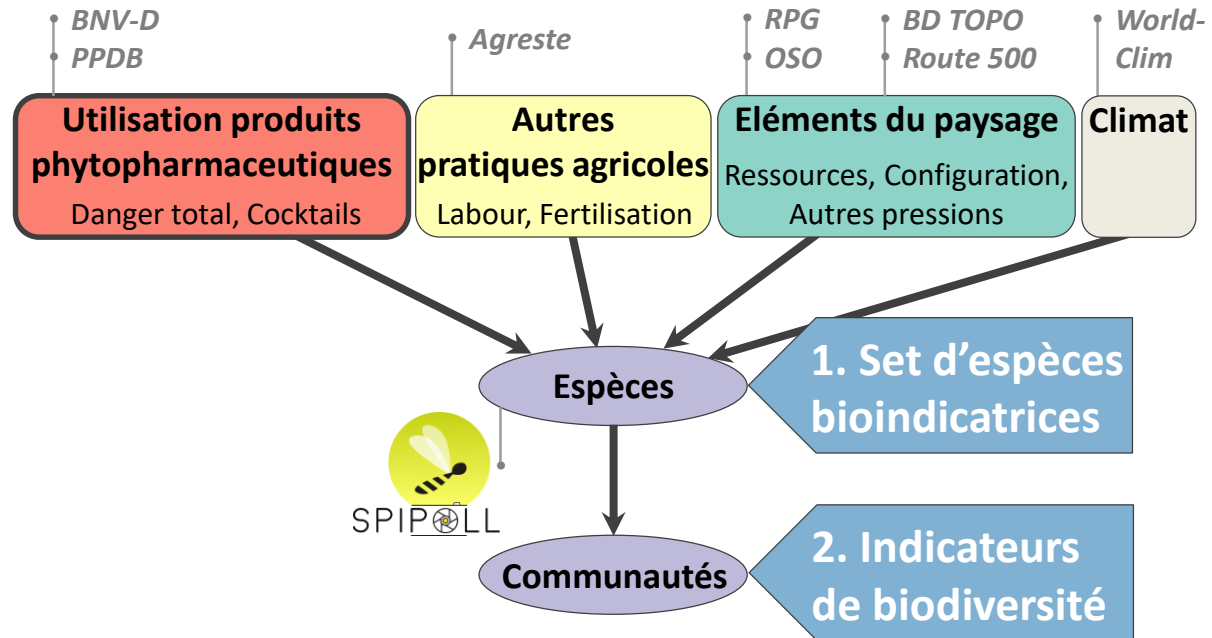 BNV-D
PPDB
Agreste
RPG
OSO
BD TOPO
Route 500
World-
Clim
Utilisation produits
phytopharmaceutiques
Danger total, Cocktails
Autres
pratiques agricoles
Labour, Fertilisation
Eléments du paysage
Ressources, Configuration,
Autres pressions
Climat
Espèces
1. Set d’espèces
bioindicatrices
SPIPOLL
Communautés
2. Indicateurs
de biodiversité